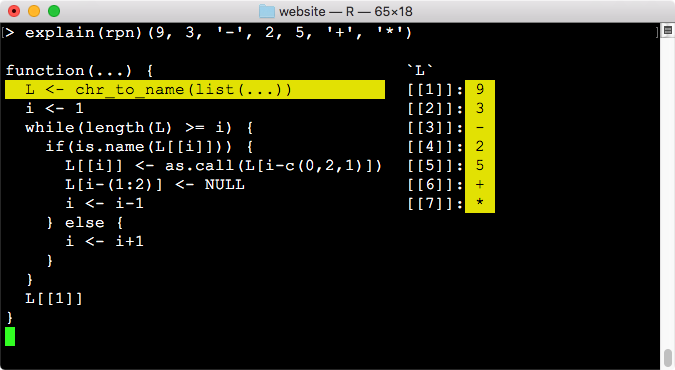 website — R — 65×18
> explain(rpn)(9, 3, '-', 2, 5, '+', '*')
function(...) { `L`
L <- chr_to_name(list(...)) [[1]]: 9
i <- 1 [[2]]: 3
while(length(L) >= i) { [[3]]: -
if(is.name(L[[i]])) { [[4]]: 2
L[[i]] <- as.call(L[i-c(0,2,1)]) [[5]]: 5
L[i-(1:2)] <- NULL [[6]]: +
i <- i-1 [[7]]: *
} else {
i <- i+1
}
}
L[[1]]
}